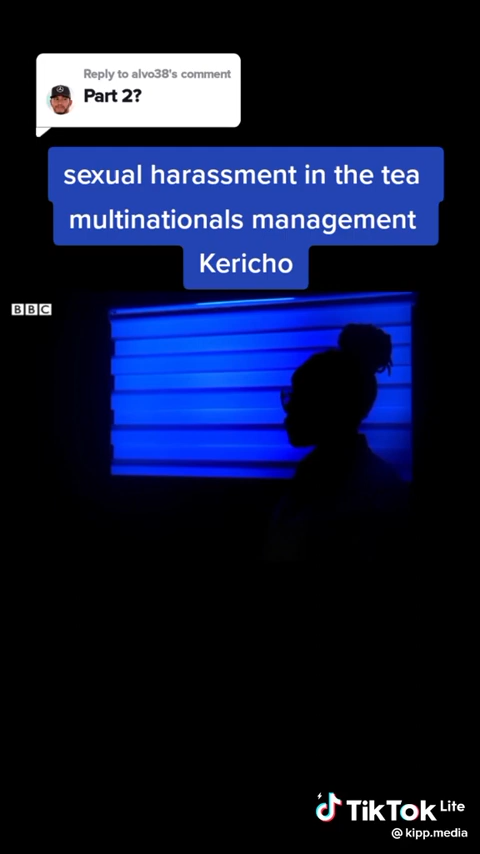 Reply to alvo38's comment
Part 2?
sexual harassment in the tea
multinationals management
Kericho
BBC
TikTok Lite
@kipp.media